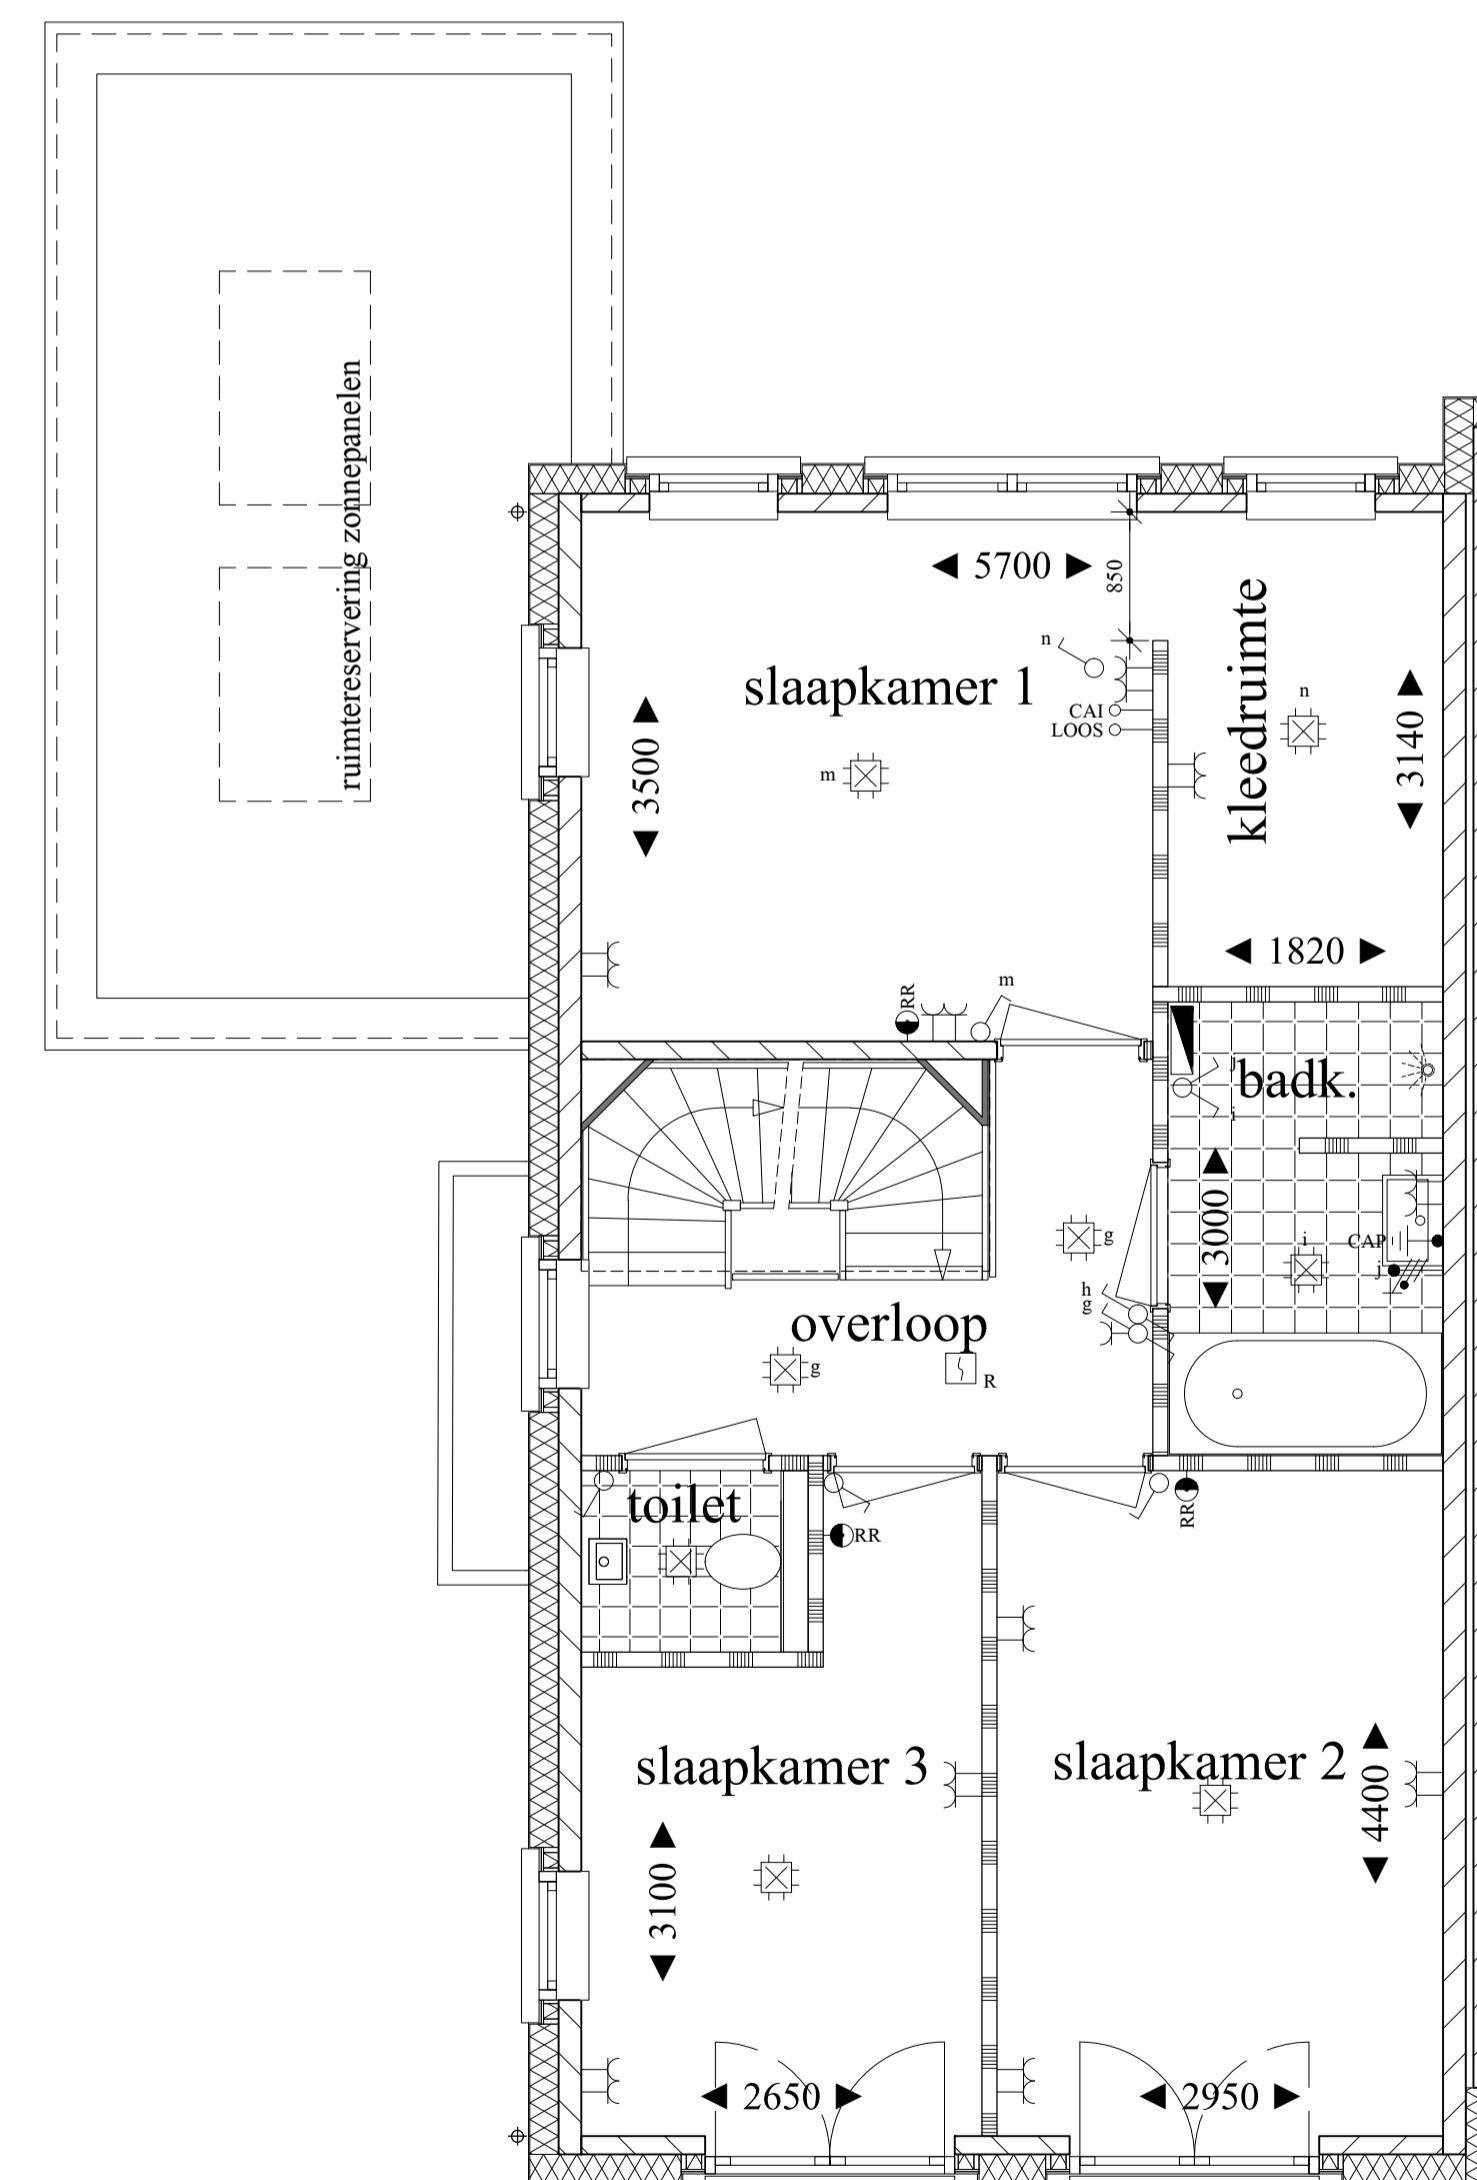 ruimtereservering zonnepanelen
5700
850
n
slaapkamer 1
CAI
LOOS
kleedruimte
n
3140
3500
m
1820
RR
m
badk.
j
i
3000
g
CAP
i
j
h
g
overloop
g
R
toilet
RR
RR
slaapkamer 3
slaapkamer 2
4400
3100
2650
2950